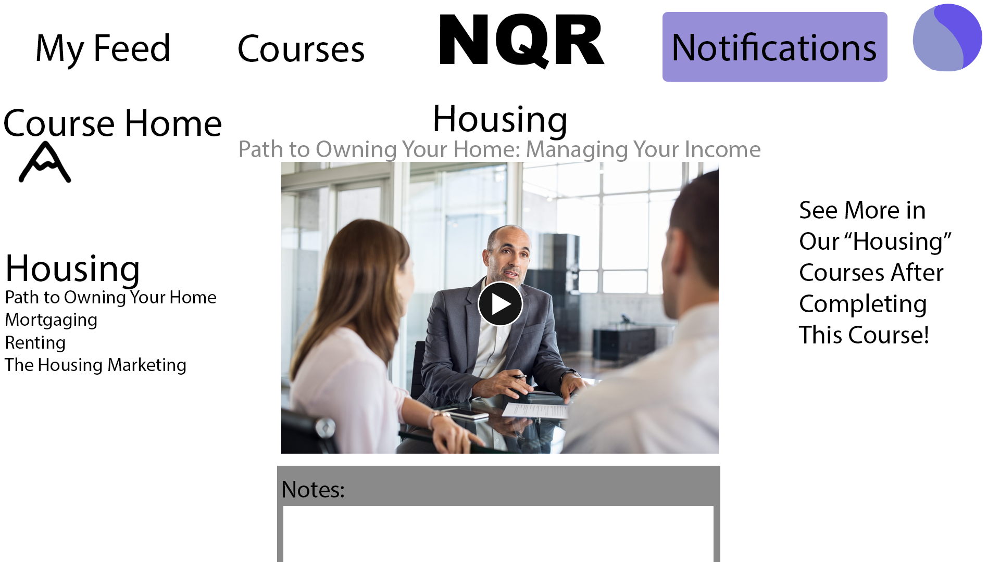 My Feed
Courses
NQR
Notifications
Course Home
Housing
Path to Owning Your Home: Managing Your Income
Housing
Path to Owning Your Home
Mortgaging
Renting
The Housing Marketing
See More in
Our “Housing”
Courses After
Completing
This Course!
Notes: